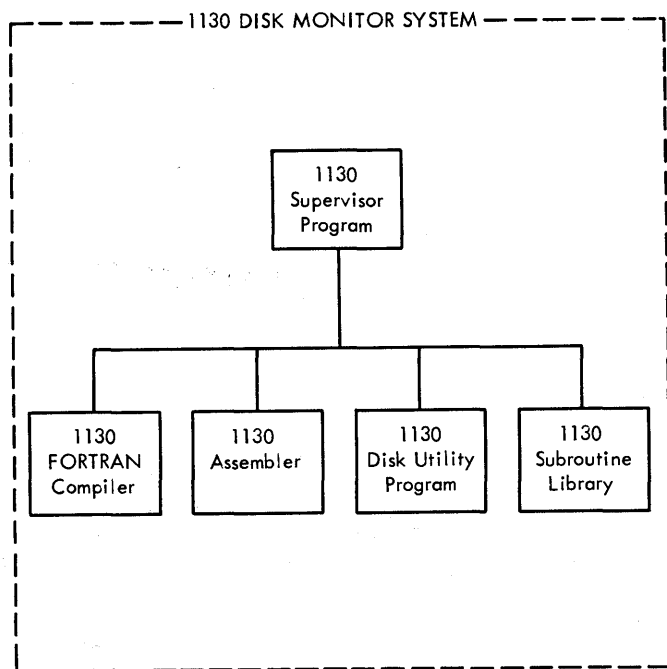 1130 DISK MONITOR SYSTEM
1130
Supervisor
Program
1130
FORTRAN
Compiler
1130
Assembler
1130
Disk Utility
Program
1130
Subroutine
Library